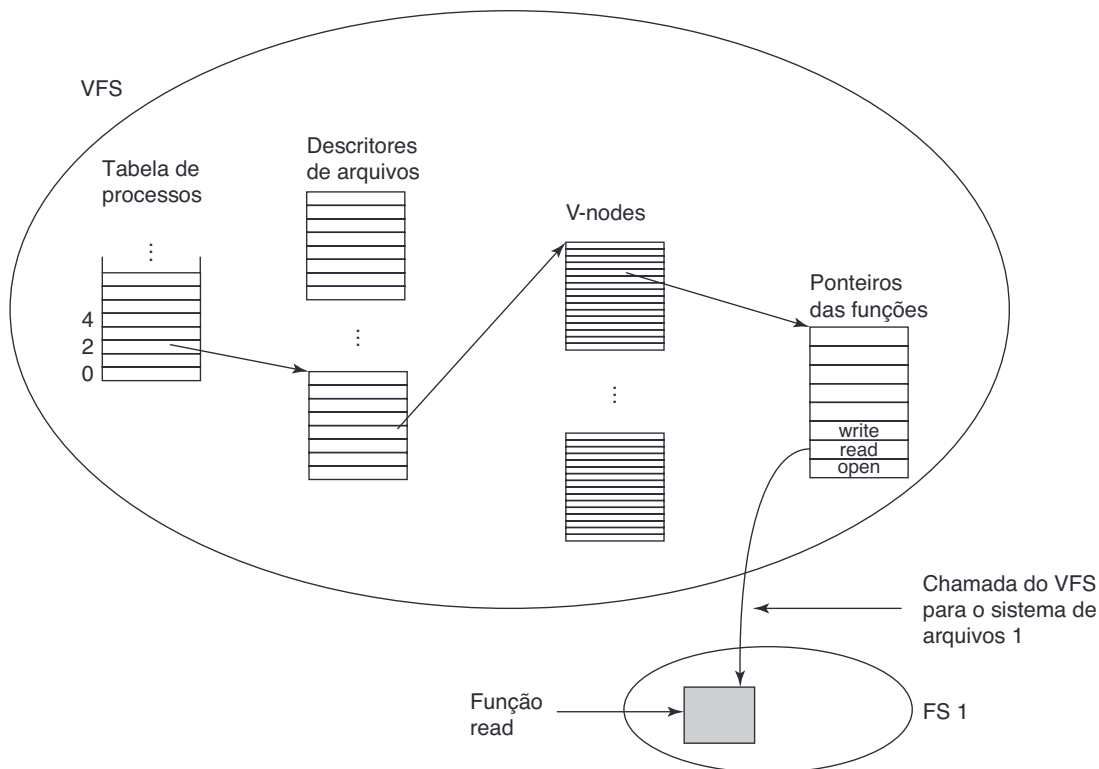 VFS
Tabela de
processos
Descritores
de arquivos
V-nodes
Ponteiros
das funções
...
...
...
4
2
0
write
read
open
Chamada do VFS
para o sistema de
arquivos 1
Função
read
FS 1